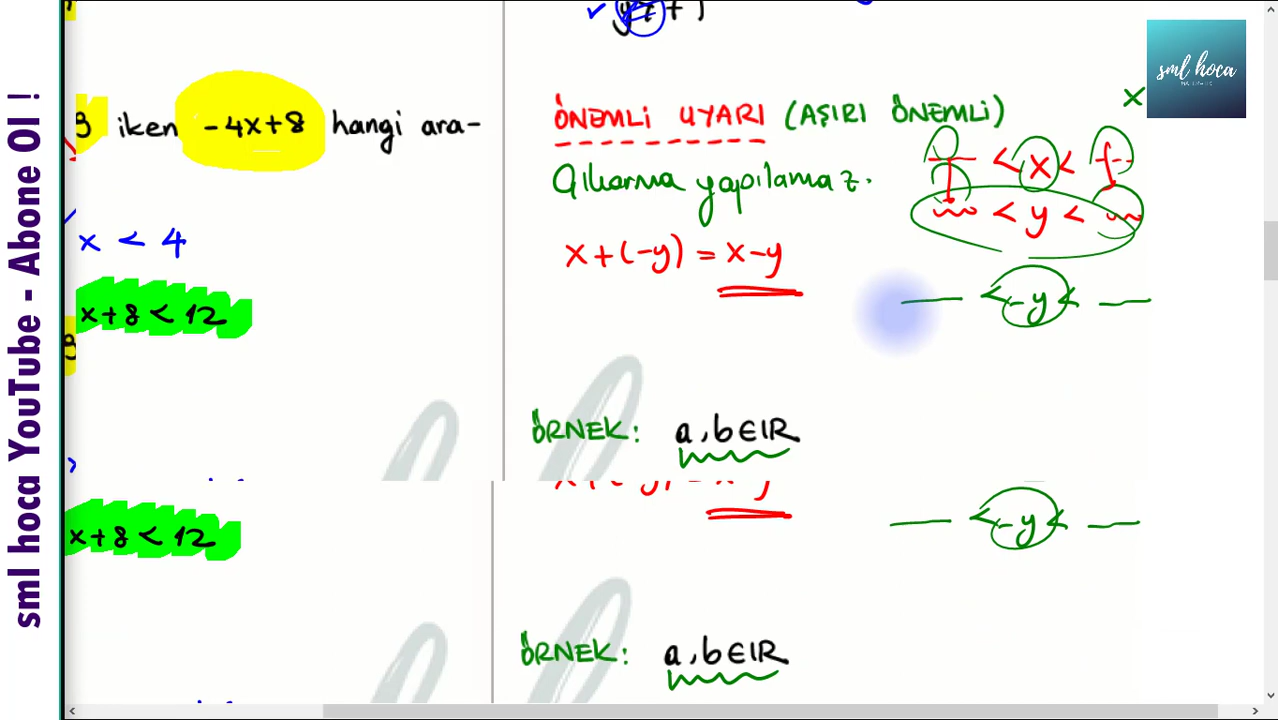 sml hoca YouTube - Abone Ol !
iken -4x+8 hangi ara-
x < 4
x+8 < 12
x+8 < 12
ÖNEMLİ UYARI (AŞIRI ÖNEMLİ)
Çıkarma yapılamaz.
x+(-y) = x-y
ÖRNEK: a,b∈IR
ÖRNEK: a,b∈IR
sml hoca
x
< x <
< y <
< -y <
< -y <